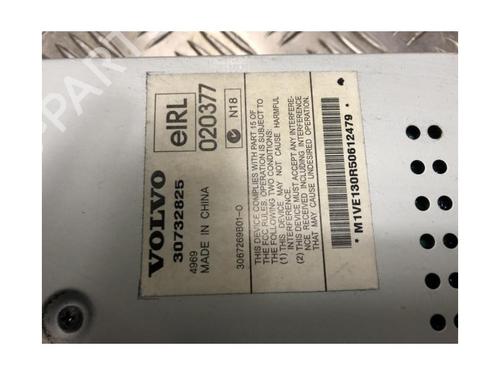 VOLVO
30732825
4969
MADE IN CHINA
eIRL
020377
N18
3067269B01-0
THIS DEVICE COMPLIES WITH PART 15 OF
THE FCC RULES. OPERATION IS SUBJECT TO
THE FOLLOWING TWO CONDITIONS:
(1) THIS DEVICE MAY NOT CAUSE HARMFUL
INTERFERENCE.
(2) THIS DEVICE MUST ACCEPT ANY INTERFERE-
NCE RECEIVED INCLUDING INTERFERENCE
THAT MAY CAUSE UNDESIRED OPERATION.
*M1VE130R50612479*